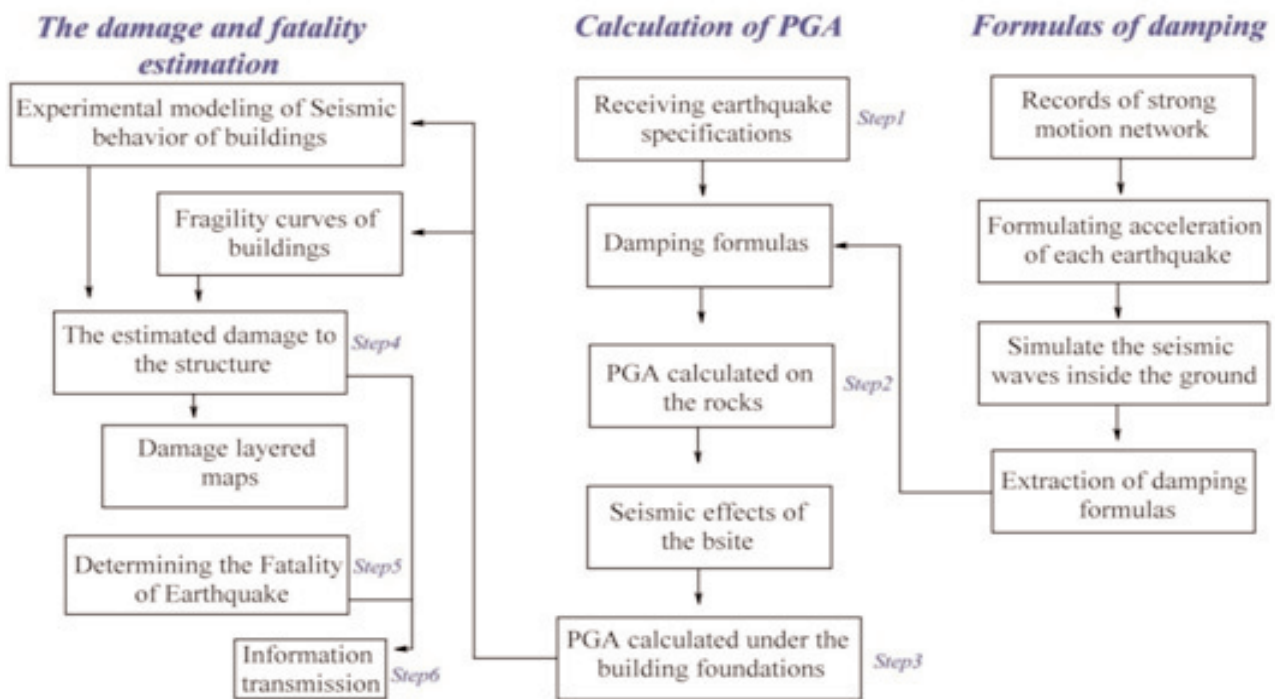 The damage and fatality
estimation
Experimental modeling of Seismic
behavior of buildings
Fragility curves of
buildings
The estimated damage to
the structure
Step4
Damage layered
maps
Determining the Fatality
of Earthquake
Step5
Information
transmission
Step6
Calculation of PGA
Receiving earthquake
specifications
Step1
Damping formulas
PGA calculated on
the rocks
Step2
Seismic effects of
the bsite
PGA calculated under the
building foundations
Step3
Formulas of damping
Records of strong
motion network
Formulating acceleration
of each earthquake
Simulate the seismic
waves inside the ground
Extraction of damping
formulas